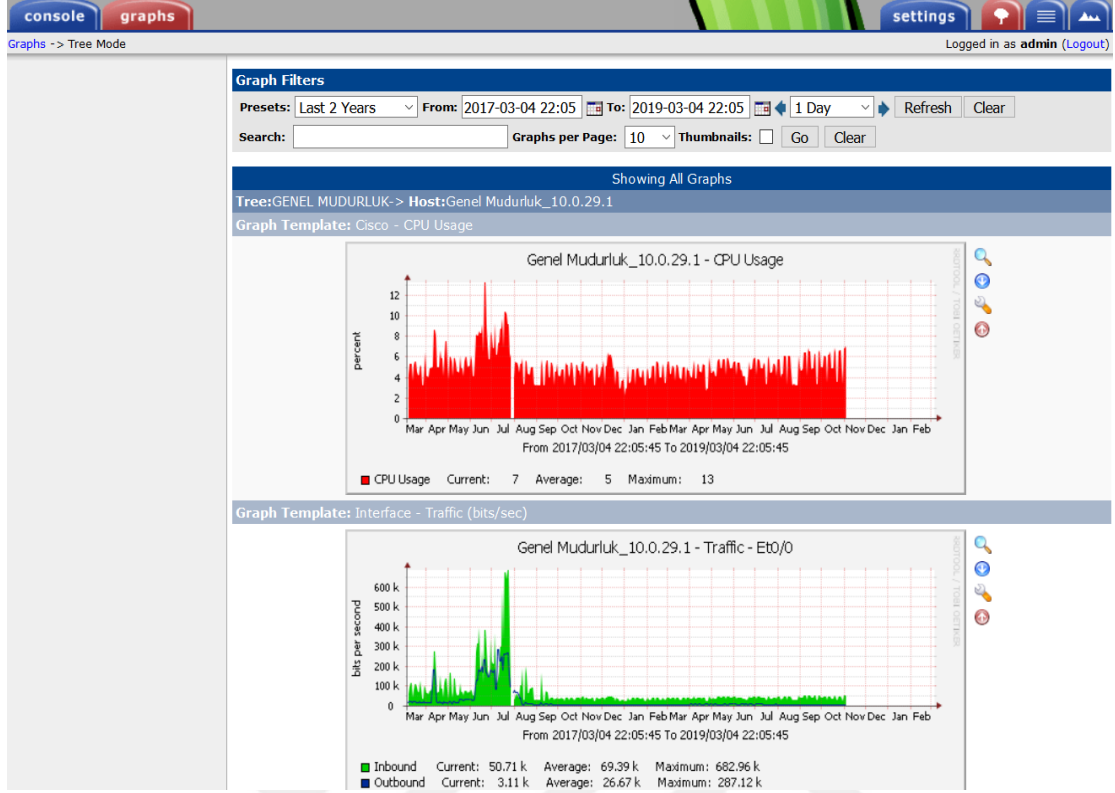 console graphs settings
Graphs -> Tree Mode Logged in as admin (Logout)
Graph Filters
Presets: Last 2 Years From: 2017-03-04 22:05 To: 2019-03-04 22:05 1 Day Refresh Clear
Search: Graphs per Page: 10 Thumbnails: Go Clear
Showing All Graphs
Tree:GENEL MUDURLUK-> Host:Genel Mudurluk_10.0.29.1
Graph Template: Cisco - CPU Usage
Genel Mudurluk_10.0.29.1 - CPU Usage
RRDTOOL / TOBI OETIKER
percent
12
10
8
6
4
2
0
Mar Apr May Jun Jul Aug Sep Oct Nov Dec Jan Feb Mar Apr May Jun Jul Aug Sep Oct Nov Dec Jan Feb
From 2017/03/04 22:05:45 To 2019/03/04 22:05:45
CPU Usage Current: 7 Average: 5 Maximum: 13
Graph Template: Interface - Traffic (bits/sec)
Genel Mudurluk_10.0.29.1 - Traffic - Et0/0
RRDTOOL / TOBI OETIKER
bits per second
600 k
500 k
400 k
300 k
200 k
100 k
0
Mar Apr May Jun Jul Aug Sep Oct Nov Dec Jan Feb Mar Apr May Jun Jul Aug Sep Oct Nov Dec Jan Feb
From 2017/03/04 22:05:45 To 2019/03/04 22:05:45
Inbound Current: 50.71 k Average: 69.39 k Maximum: 682.96 k
Outbound Current: 3.11 k Average: 26.67 k Maximum: 287.12 k